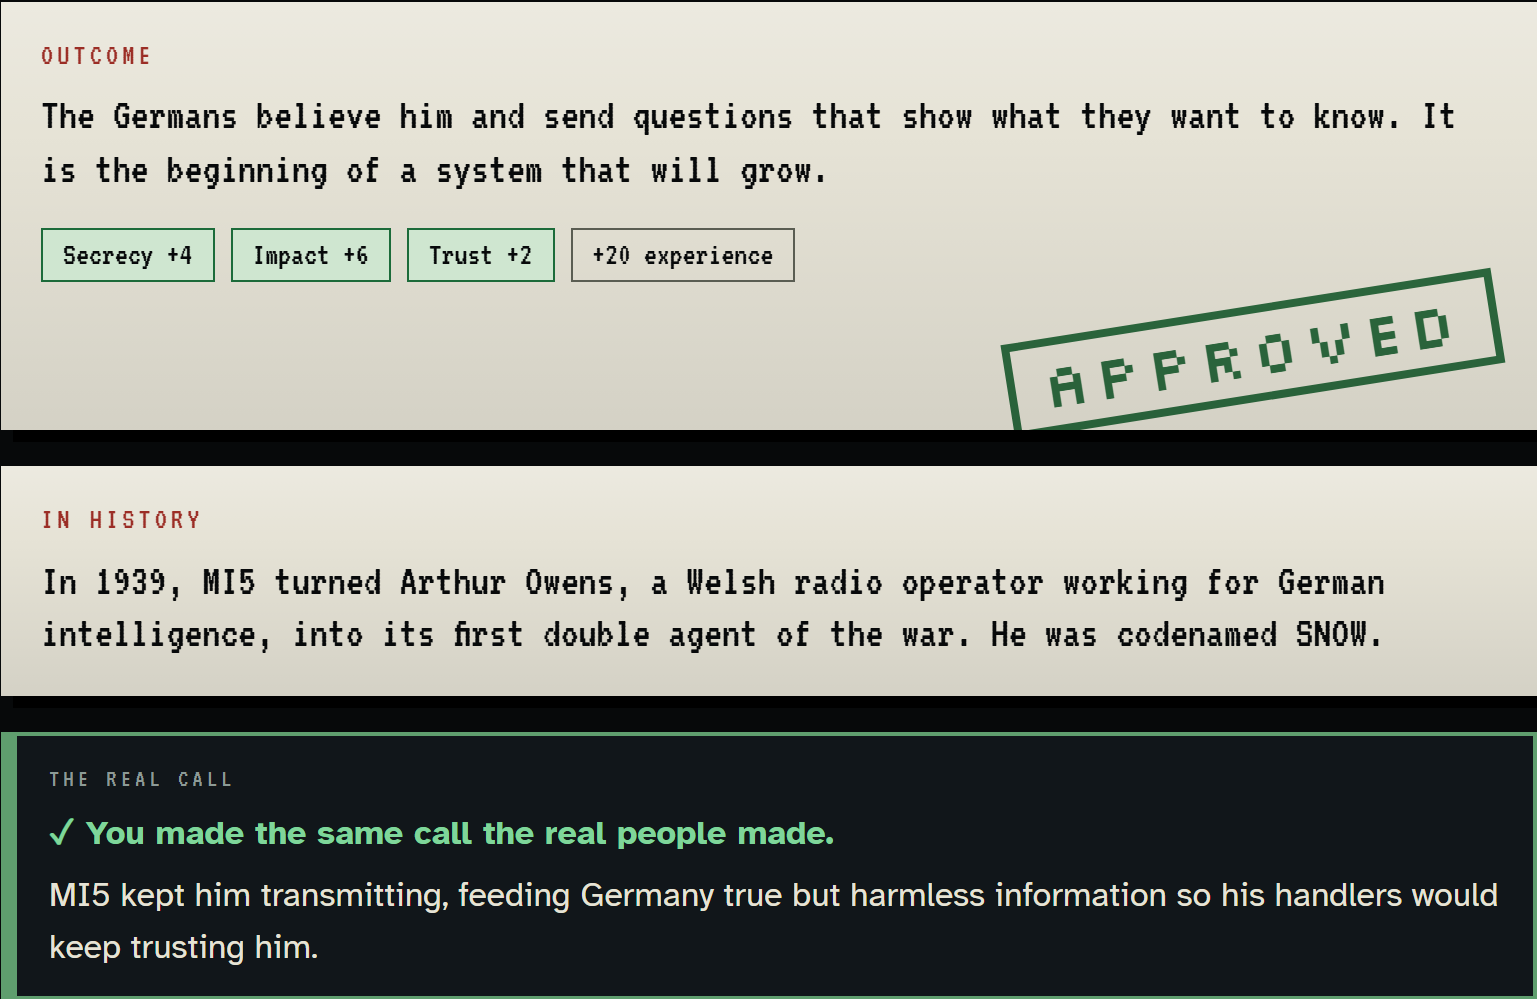 OUTCOME
The Germans believe him and send questions that show what they want to know. It
is the beginning of a system that will grow.
Secrecy +4 Impact +6 Trust +2 +20 experience
APPROVED
IN HISTORY
In 1939, MI5 turned Arthur Owens, a Welsh radio operator working for German
intelligence, into its first double agent of the war. He was codenamed SNOW.
THE REAL CALL
✓ You made the same call the real people made.
MI5 kept him transmitting, feeding Germany true but harmless information so his handlers would
keep trusting him.